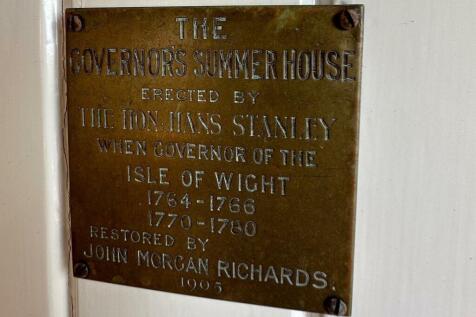 THE
GOVERNOR'S SUMMER HOUSE
ERECTED BY
THE HON: HANS STANLEY
WHEN GOVERNOR OF THE
ISLE OF WIGHT
1764-1766
1770-1780
RESTORED BY
JOHN MORGAN RICHARDS.
1905